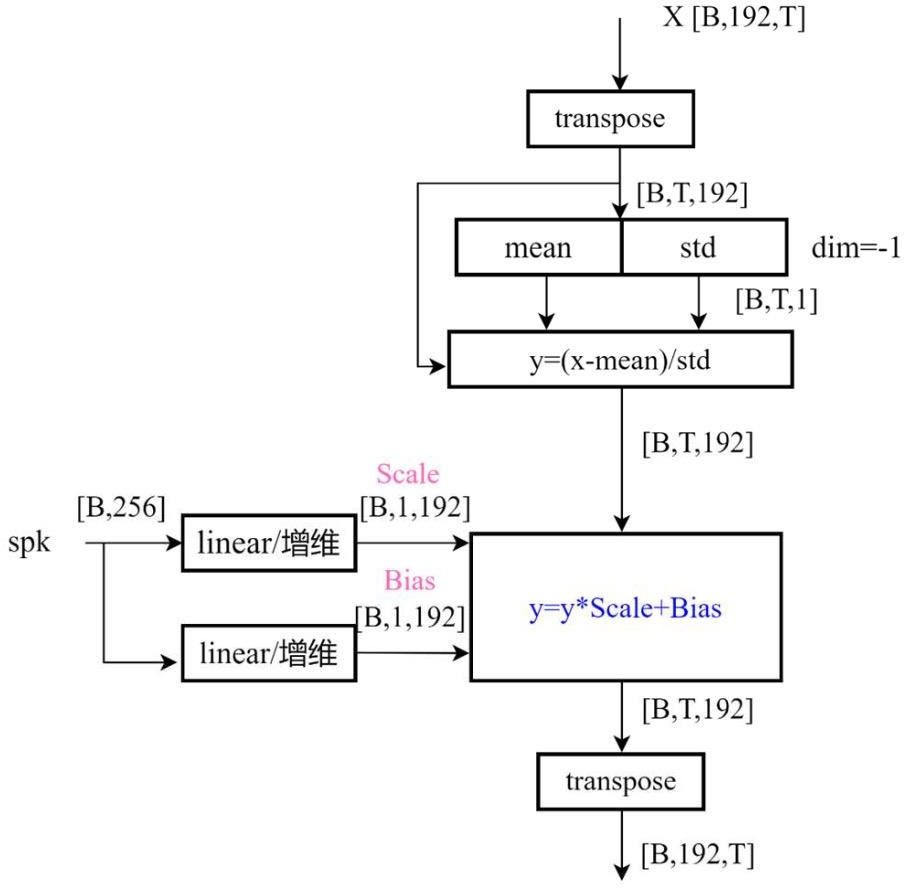 X [B,192,T]
transpose
[B,T,192]
mean
std
dim=-1
[B,T,1]
y=(x-mean)/std
[B,T,192]
Scale
[B,256]
[B,1,192]
spk
linear/增维
Bias
[B,1,192]
y=y*Scale+Bias
linear/增维
[B,T,192]
transpose
[B,192,T]